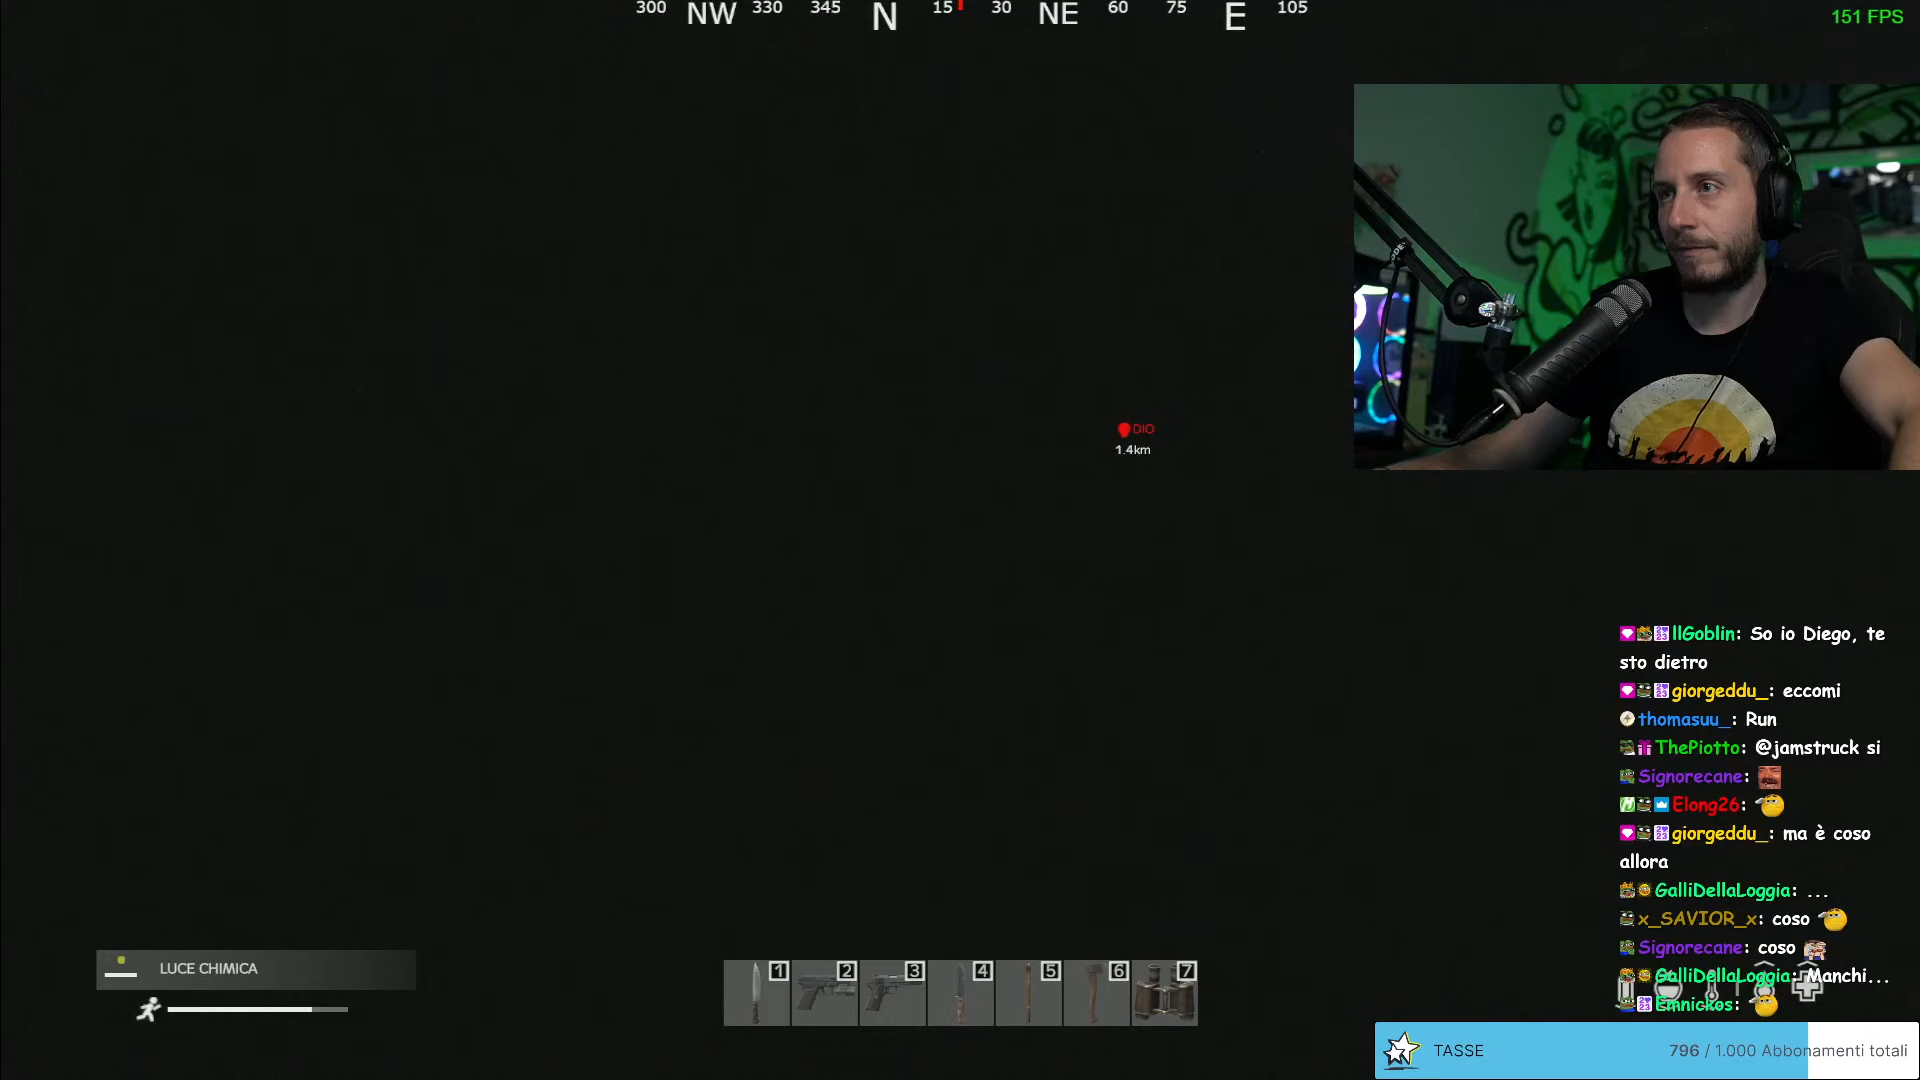 300 NW 330 345 N 15 30 NE 60 75 E 105
151 FPS
DIO
1.4km
llGoblin: So io Diego, te
sto dietro
giorgeddu_: eccomi
thomasuu_: Run
ThePiotto: @jamstruck si
Signorecane:
Elong26:
giorgeddu_: ma è coso
allora
GalliDellaLoggia: ...
x_SAVIOR_x: coso
Signorecane: coso
GalliDellaLoggia: Manchi...
Emnickos:
LUCE CHIMICA
1 2 3 4 5 6 7
TASSE 796 / 1.000 Abbonamenti totali